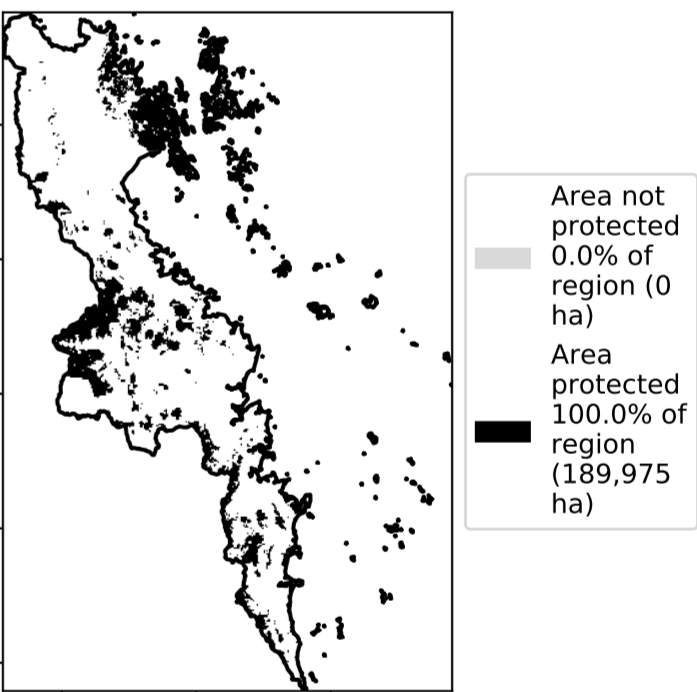 Area not
protected
0.0% of
region (0
ha)
Area
protected
100.0% of
region
(189,975
ha)